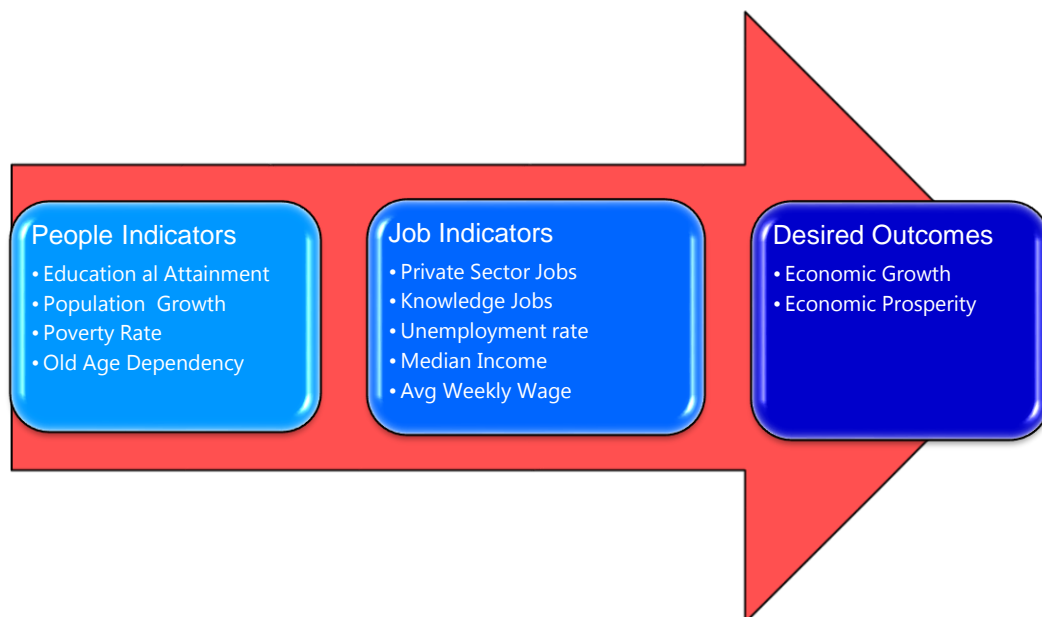 People Indicators
• Education al Attainment
• Population  Growth
• Poverty Rate
• Old Age Dependency
Job Indicators
• Private Sector Jobs
• Knowledge Jobs
• Unemployment rate
• Median Income
• Avg Weekly Wage
Desired Outcomes
• Economic Growth
• Economic Prosperity